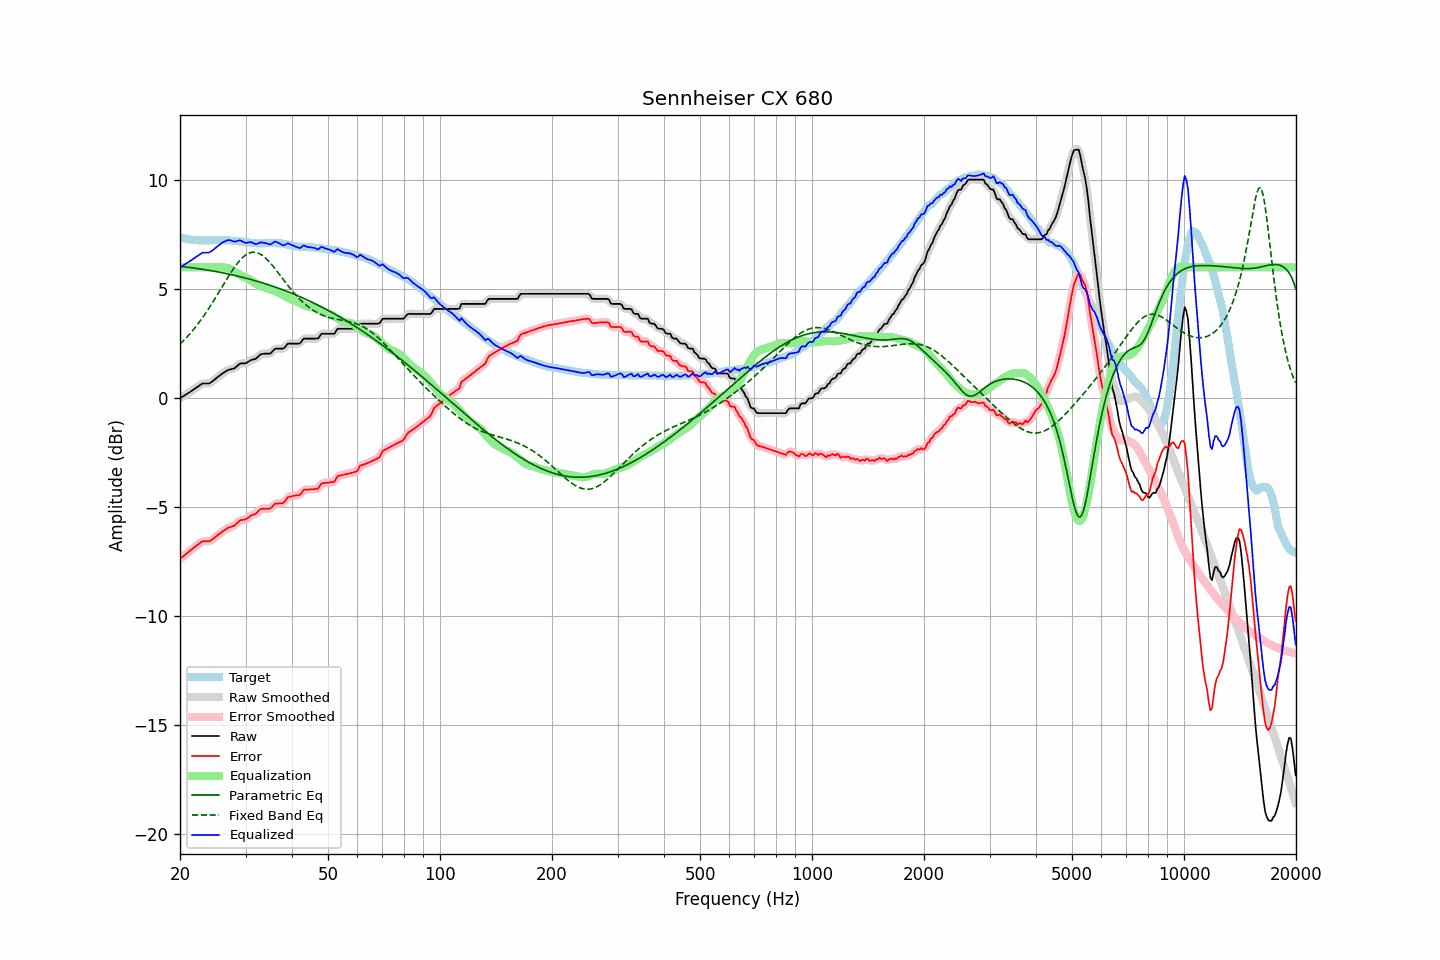 Sennheiser CX 680
Amplitude (dBr)
10
5
0
−5
−10
−15
−20
Target
Raw Smoothed
Error Smoothed
Raw
Error
Equalization
Parametric Eq
Fixed Band Eq
Equalized
20 50 100 200 500 1000 2000 5000 10000 20000
Frequency (Hz)